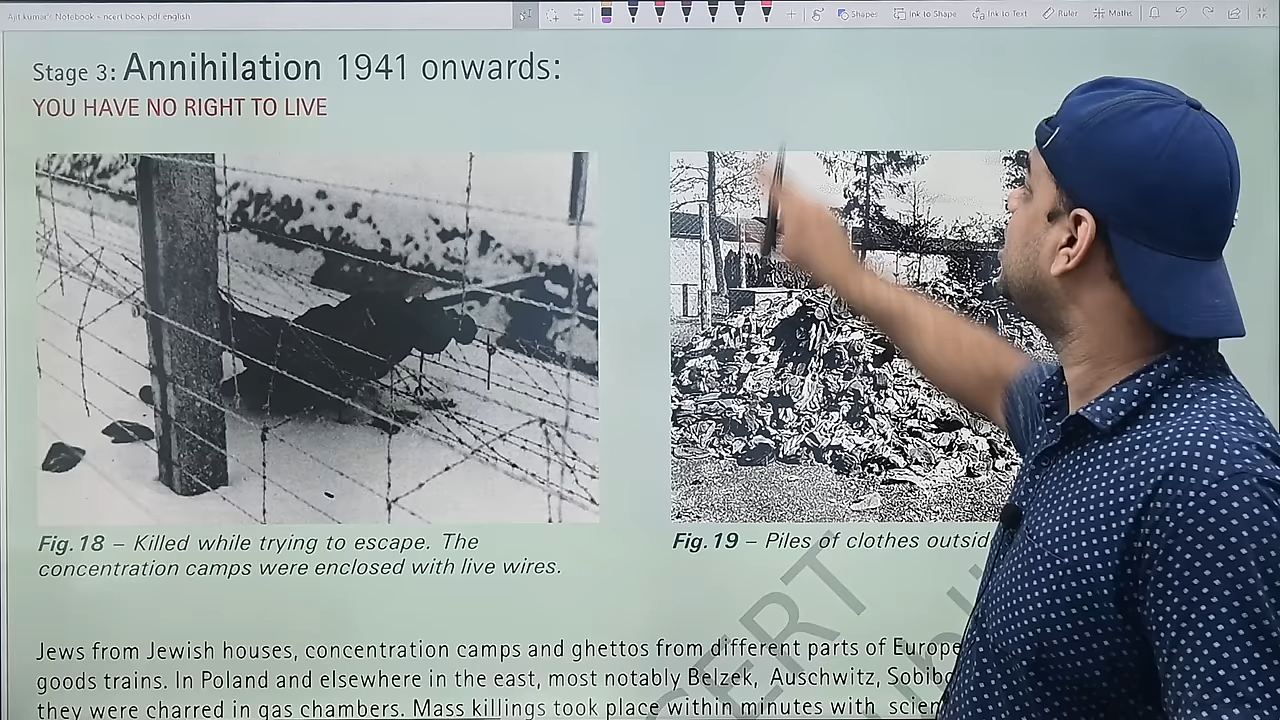 Ajit kumar's Notebook - ncert book pdf english
Shapes
Ink to Shape
Ink to Text
Ruler
Maths
Stage 3: Annihilation 1941 onwards:
YOU HAVE NO RIGHT TO LIVE
Fig.18 – Killed while trying to escape. The
concentration camps were enclosed with live wires.
Fig.19 – Piles of clothes outsid
Jews from Jewish houses, concentration camps and ghettos from different parts of Europe
goods trains. In Poland and elsewhere in the east, most notably Belzek, Auschwitz, Sobibo
they were charred in gas chambers. Mass killings took place within minutes with scien